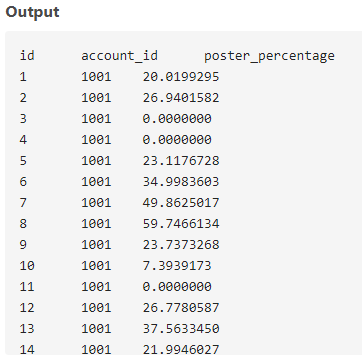 Output
id account_id poster_percentage
1 1001 20.0199295
2 1001 26.9401582
3 1001 0.0000000
4 1001 0.0000000
5 1001 23.1176728
6 1001 34.9983603
7 1001 49.8625017
8 1001 59.7466134
9 1001 23.7373268
10 1001 7.3939173
11 1001 0.0000000
12 1001 26.7780587
13 1001 37.5633450
14 1001 21.9946027